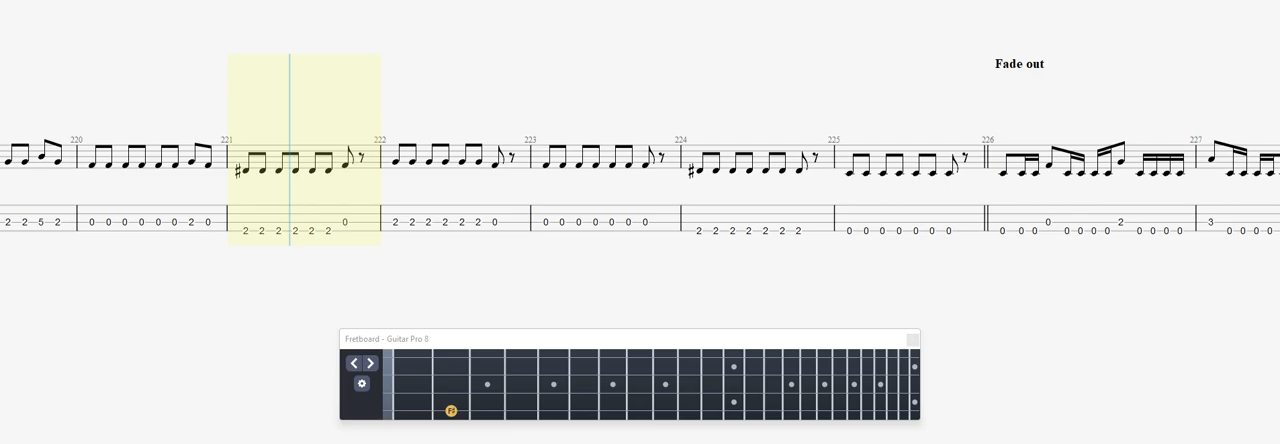 Fade out
220 221 222 223 224 225 226 227
2 2 5 2 0 0 0 0 0 0 2 0 0 2 2 2 2 2 2 0 0 0 0 0 0 0 0 0 2 3
2 2 2 2 2 2 2 2 2 2 2 2 2 0 0 0 0 0 0 0 0 0 0 0 0 0 0 0 0 0 0 0 0 0 0
Fretboard - Guitar Pro 8
F#